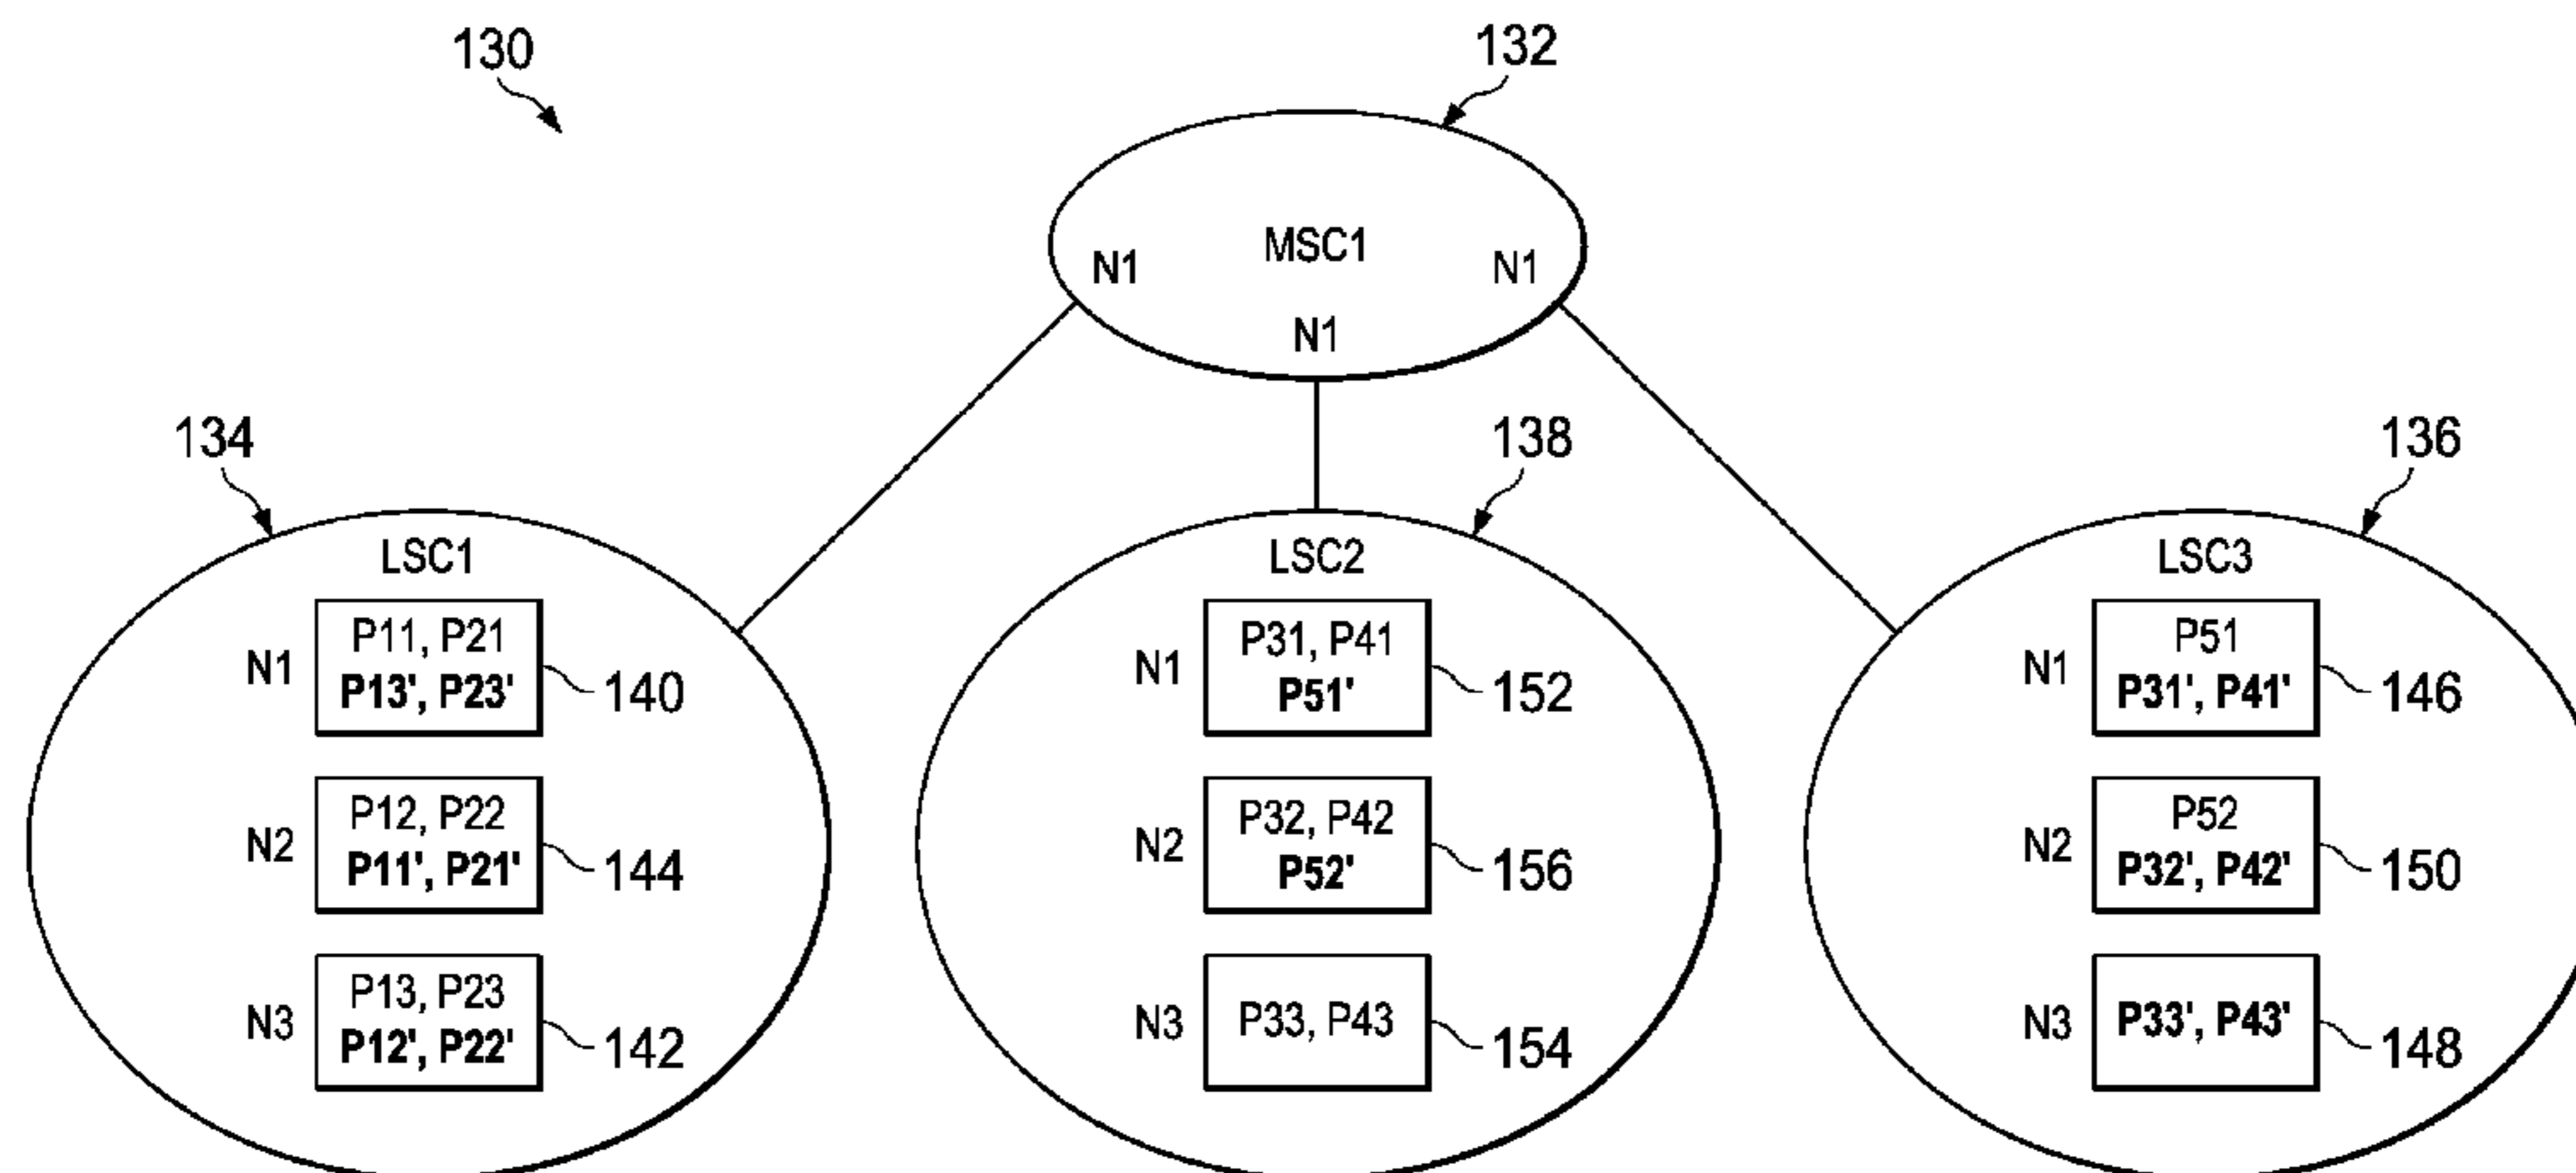 130
132
MSC1
N1
N1
N1
134
138
136
LSC1
N1
P11, P21
P13', P23'
140
N2
P12, P22
P11', P21'
144
N3
P13, P23
P12', P22'
142
LSC2
N1
P31, P41
P51'
152
N2
P32, P42
P52'
156
N3
P33, P43
154
LSC3
N1
P51
P31', P41'
146
N2
P52
P32', P42'
150
N3
P33', P43'
148